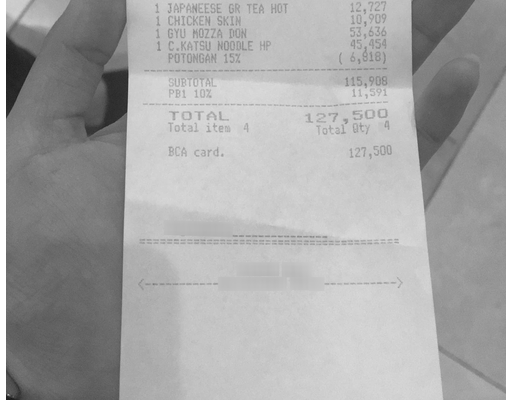 1 JAPANEESE GR TEA HOT 12,727
1 CHICKEN SKIN 10,909
1 GYU MOZZA DON 53,636
1 C.KATSU NOODLE HP 45,454
POTONGAN 15% ( 6,818)
SUBTOTAL 115,908
PB1 10% 11,591
TOTAL 127,500
Total item 4 Total Qty 4
BCA card. 127,500